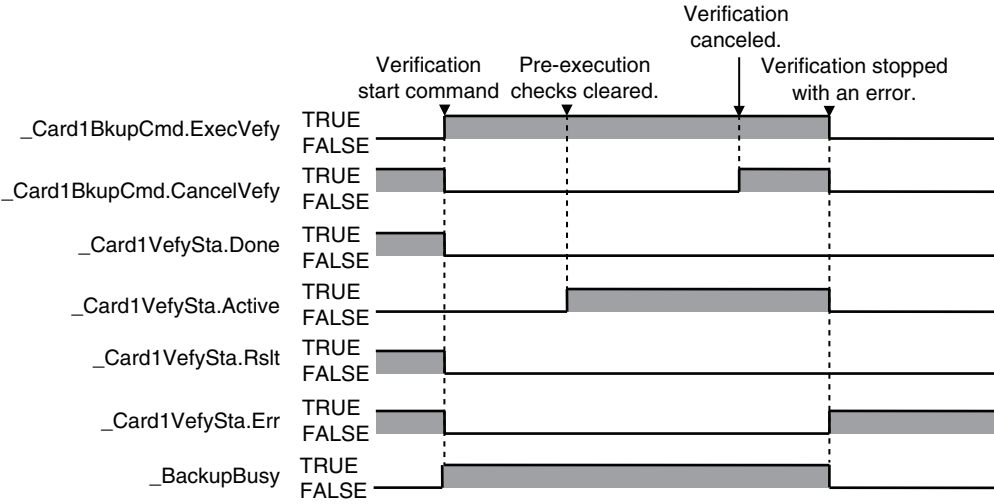 Verification
canceled.
Verification
start command
Pre-execution
checks cleared.
Verification stopped
with an error.
_Card1BkupCmd.ExecVefy
TRUE
FALSE
_Card1BkupCmd.CancelVefy
TRUE
FALSE
_Card1VefySta.Done
TRUE
FALSE
_Card1VefySta.Active
TRUE
FALSE
_Card1VefySta.Rslt
TRUE
FALSE
_Card1VefySta.Err
TRUE
FALSE
_BackupBusy
TRUE
FALSE